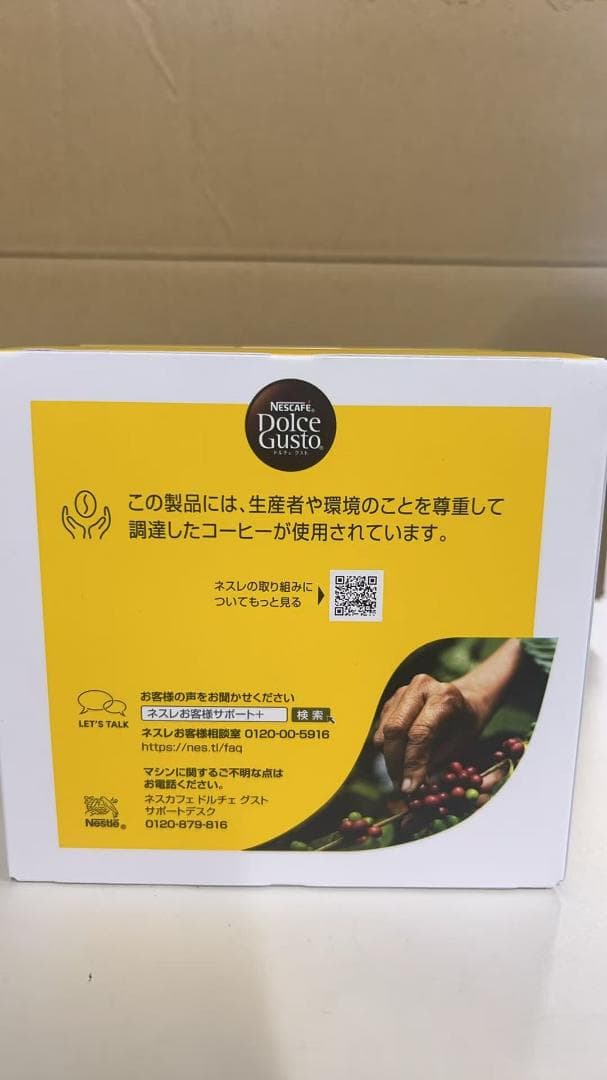 NESCAFÉ®
Dolce
Gusto®
ドルチェ グスト
この製品には、生産者や環境のことを尊重して
調達したコーヒーが使用されています。
ネスレの取り組みに
ついてもっと見る
LET'S TALK
お客様の声をお聞かせください
ネスレお客様サポート+ 検索
ネスレお客様相談室 0120-00-5916
https://nes.tl/faq
マシンに関するご不明な点は
お電話ください。
ネスカフェ ドルチェ グスト
サポートデスク
0120-879-816
Nestlé®